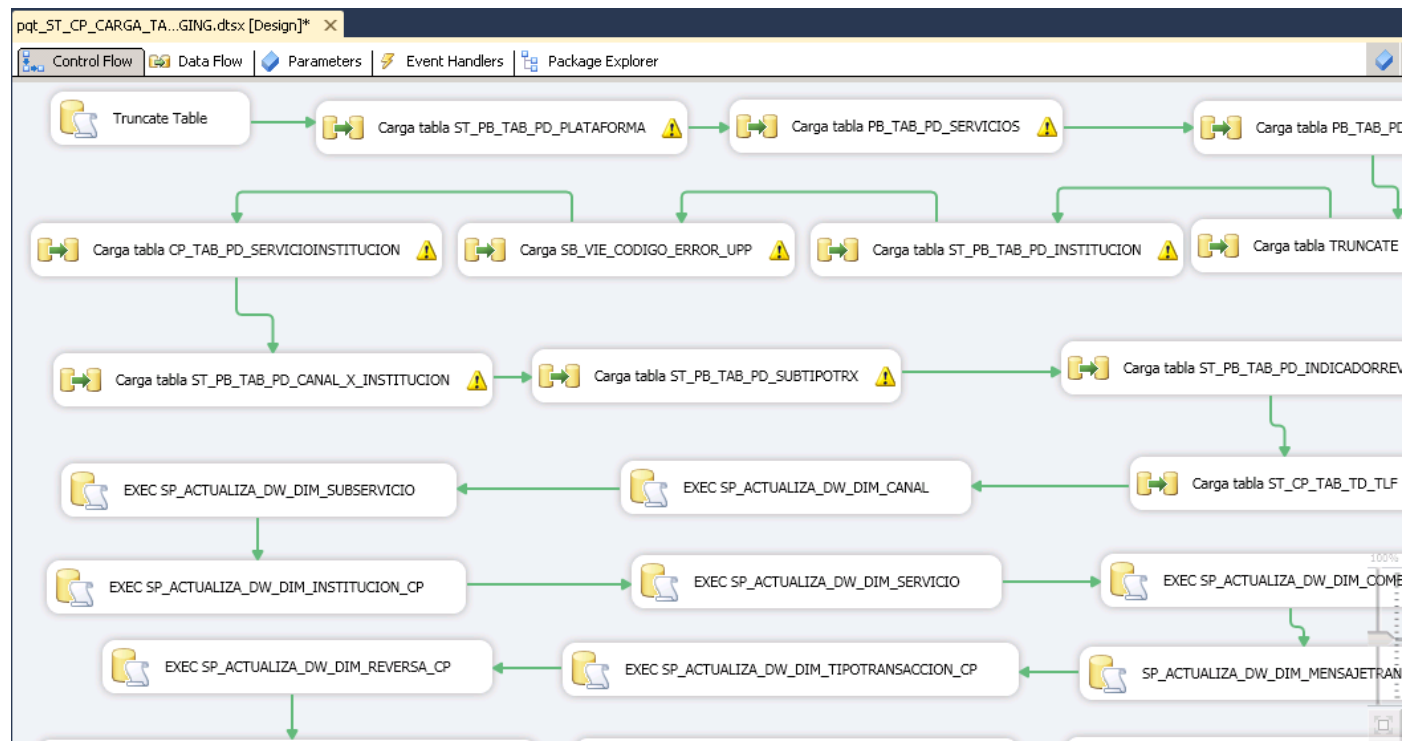 pqt_ST_CP_CARGA_TA...GING.dtsx [Design]*
Control Flow Data Flow Parameters Event Handlers Package Explorer
Truncate Table
Carga tabla ST_PB_TAB_PD_PLATAFORMA
Carga tabla PB_TAB_PD_SERVICIOS
Carga tabla PB_TAB_PD
Carga tabla CP_TAB_PD_SERVICIOINSTITUCION
Carga SB_VIE_CODIGO_ERROR_UPP
Carga tabla ST_PB_TAB_PD_INSTITUCION
Carga tabla TRUNCATE
Carga tabla ST_PB_TAB_PD_CANAL_X_INSTITUCION
Carga tabla ST_PB_TAB_PD_SUBTIPOTRX
Carga tabla ST_PB_TAB_PD_INDICADORREV
EXEC SP_ACTUALIZA_DW_DIM_SUBSERVICIO
EXEC SP_ACTUALIZA_DW_DIM_CANAL
Carga tabla ST_CP_TAB_TD_TLF
100%
EXEC SP_ACTUALIZA_DW_DIM_INSTITUCION_CP
EXEC SP_ACTUALIZA_DW_DIM_SERVICIO
EXEC SP_ACTUALIZA_DW_DIM_COME
EXEC SP_ACTUALIZA_DW_DIM_REVERSA_CP
EXEC SP_ACTUALIZA_DW_DIM_TIPOTRANSACCION_CP
SP_ACTUALIZA_DW_DIM_MENSAJETRAN